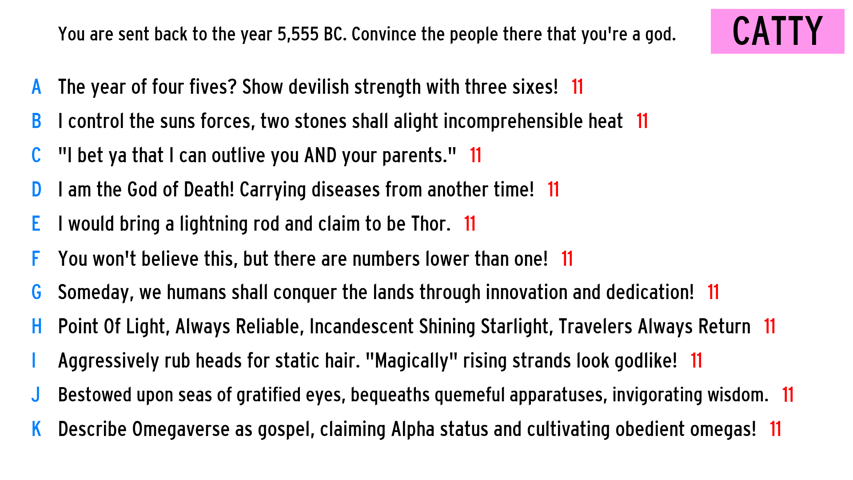 You are sent back to the year 5,555 BC. Convince the people there that you're a god.
CATTY
A The year of four fives? Show devilish strength with three sixes! 11
B I control the suns forces, two stones shall alight incomprehensible heat 11
C "I bet ya that I can outlive you AND your parents." 11
D I am the God of Death! Carrying diseases from another time! 11
E I would bring a lightning rod and claim to be Thor. 11
F You won't believe this, but there are numbers lower than one! 11
G Someday, we humans shall conquer the lands through innovation and dedication! 11
H Point Of Light, Always Reliable, Incandescent Shining Starlight, Travelers Always Return 11
I Aggressively rub heads for static hair. "Magically" rising strands look godlike! 11
J Bestowed upon seas of gratified eyes, bequeaths quemeful apparatuses, invigorating wisdom. 11
K Describe Omegaverse as gospel, claiming Alpha status and cultivating obedient omegas! 11